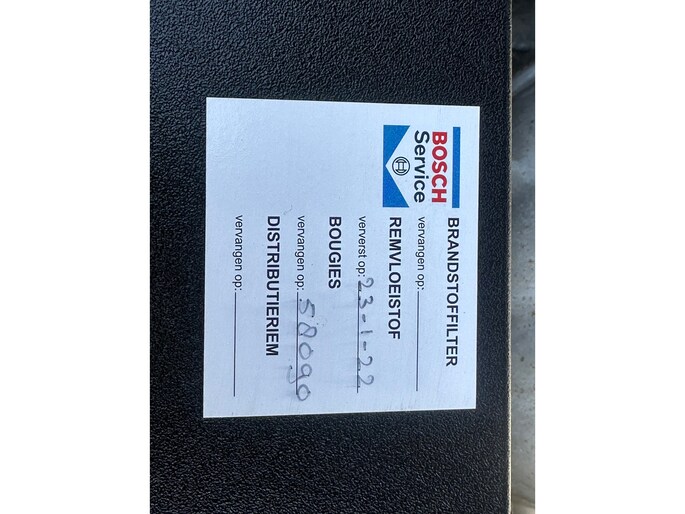 BOSCH
Service
BRANDSTOFFILTER
vervangen op:
REMVLOEISTOF
ververst op: 23-1-22
BOUGIES
vervangen op: 58090
DISTRIBUTIERIEM
vervangen op: